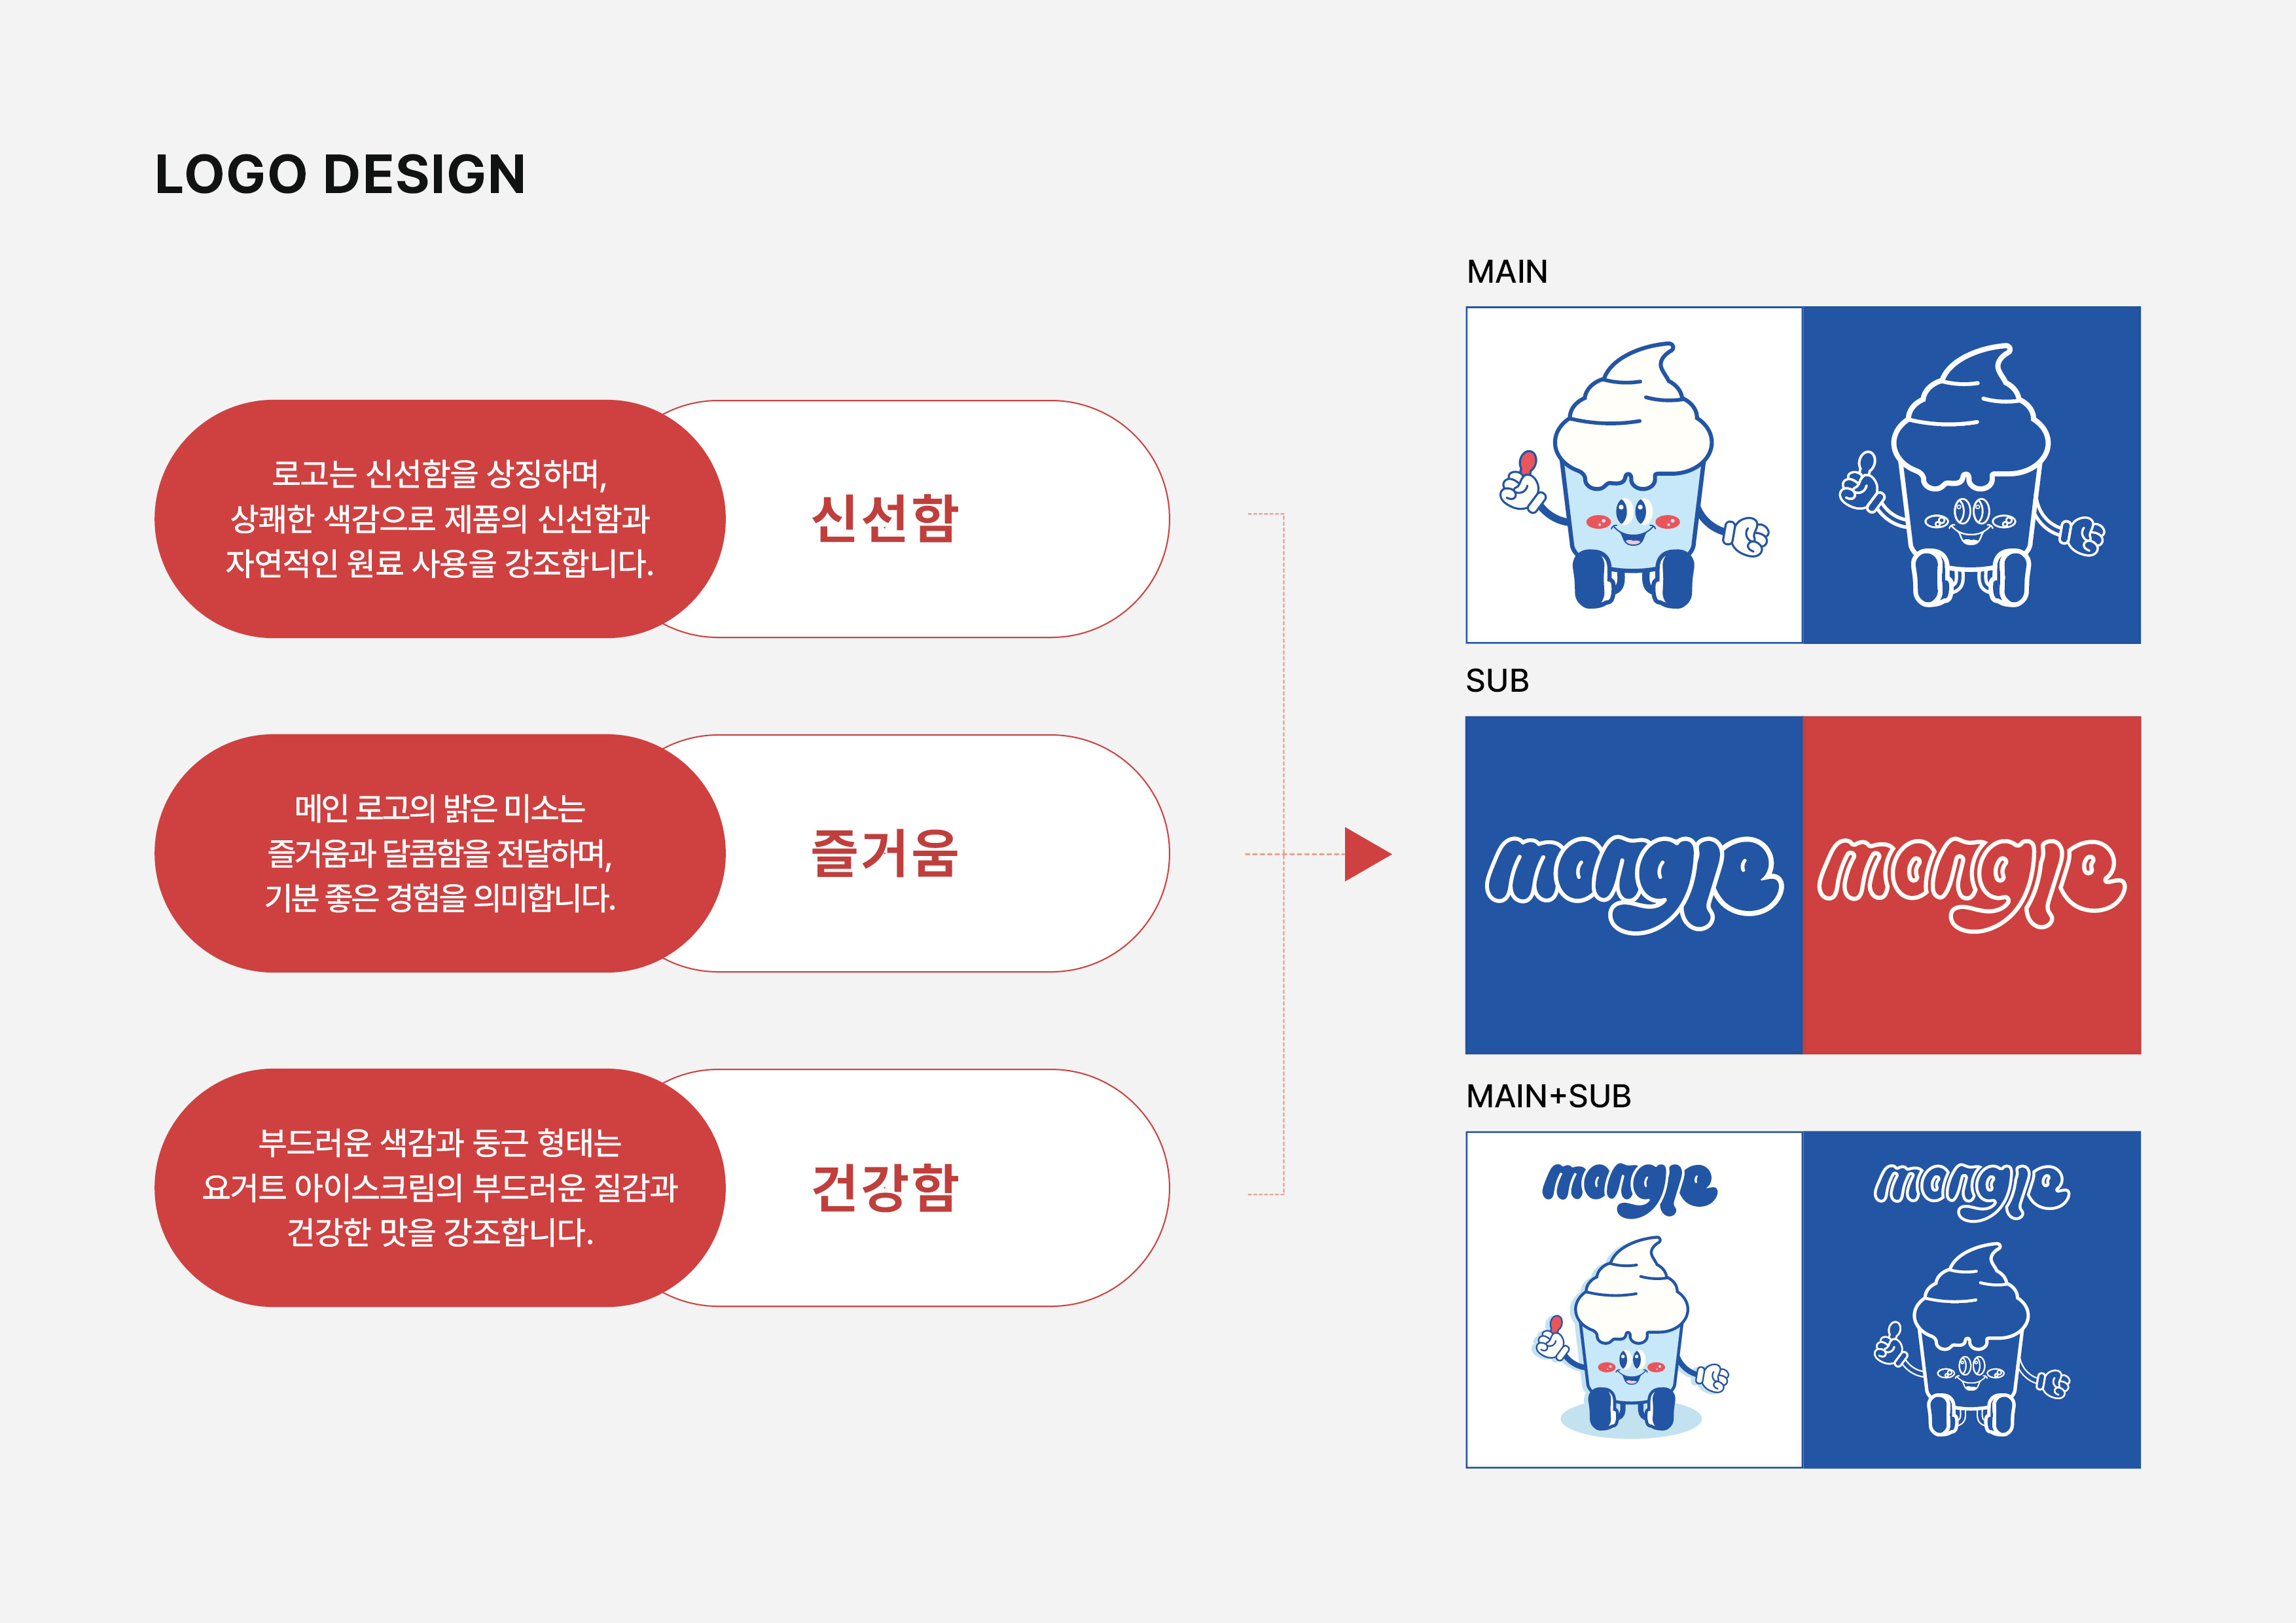 LOGO DESIGN
로고는 신선함을 상징하며,
상쾌한 색감으로 제품의 신선함과
자연적인 원료 사용을 강조합니다.
신선함
메인 로고의 밝은 미소는
즐거움과 달콤함을 전달하며,
기분 좋은 경험을 의미합니다.
즐거움
부드러운 색감과 둥근 형태는
요거트 아이스크림의 부드러운 질감과
건강한 맛을 강조합니다.
건강함
MAIN
SUB
mangje
mangje
MAIN+SUB
mangje
mangje